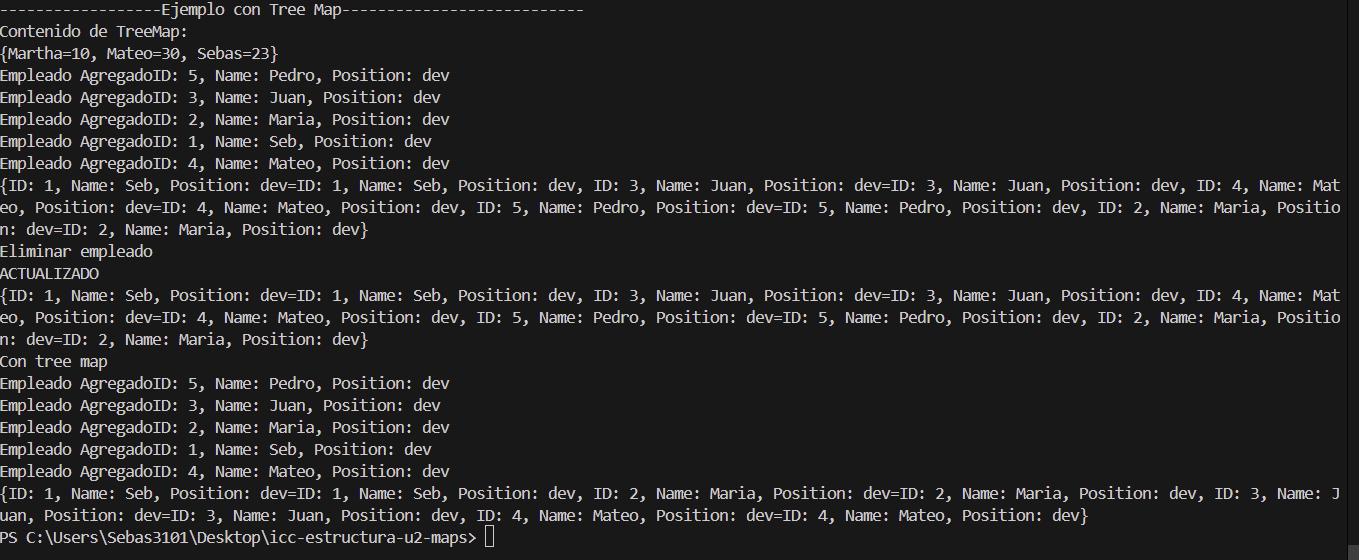 ------------------Ejemplo con Tree Map---------------------------
Contenido de TreeMap:
{Martha=10, Mateo=30, Sebas=23}
Empleado AgregadoID: 5, Name: Pedro, Position: dev
Empleado AgregadoID: 3, Name: Juan, Position: dev
Empleado AgregadoID: 2, Name: Maria, Position: dev
Empleado AgregadoID: 1, Name: Seb, Position: dev
Empleado AgregadoID: 4, Name: Mateo, Position: dev
{ID: 1, Name: Seb, Position: dev=ID: 1, Name: Seb, Position: dev, ID: 3, Name: Juan, Position: dev=ID: 3, Name: Juan, Position: dev, ID: 4, Name: Mat
eo, Position: dev=ID: 4, Name: Mateo, Position: dev, ID: 5, Name: Pedro, Position: dev=ID: 5, Name: Pedro, Position: dev, ID: 2, Name: Maria, Positio
n: dev=ID: 2, Name: Maria, Position: dev}
Eliminar empleado
ACTUALIZADO
{ID: 1, Name: Seb, Position: dev=ID: 1, Name: Seb, Position: dev, ID: 3, Name: Juan, Position: dev=ID: 3, Name: Juan, Position: dev, ID: 4, Name: Mat
eo, Position: dev=ID: 4, Name: Mateo, Position: dev, ID: 5, Name: Pedro, Position: dev=ID: 5, Name: Pedro, Position: dev, ID: 2, Name: Maria, Positio
n: dev=ID: 2, Name: Maria, Position: dev}
Con tree map
Empleado AgregadoID: 5, Name: Pedro, Position: dev
Empleado AgregadoID: 3, Name: Juan, Position: dev
Empleado AgregadoID: 2, Name: Maria, Position: dev
Empleado AgregadoID: 1, Name: Seb, Position: dev
Empleado AgregadoID: 4, Name: Mateo, Position: dev
{ID: 1, Name: Seb, Position: dev=ID: 1, Name: Seb, Position: dev, ID: 2, Name: Maria, Position: dev=ID: 2, Name: Maria, Position: dev, ID: 3, Name: J
uan, Position: dev=ID: 3, Name: Juan, Position: dev, ID: 4, Name: Mateo, Position: dev=ID: 4, Name: Mateo, Position: dev}
PS C:\Users\Sebas3101\Desktop\icc-estructura-u2-maps>